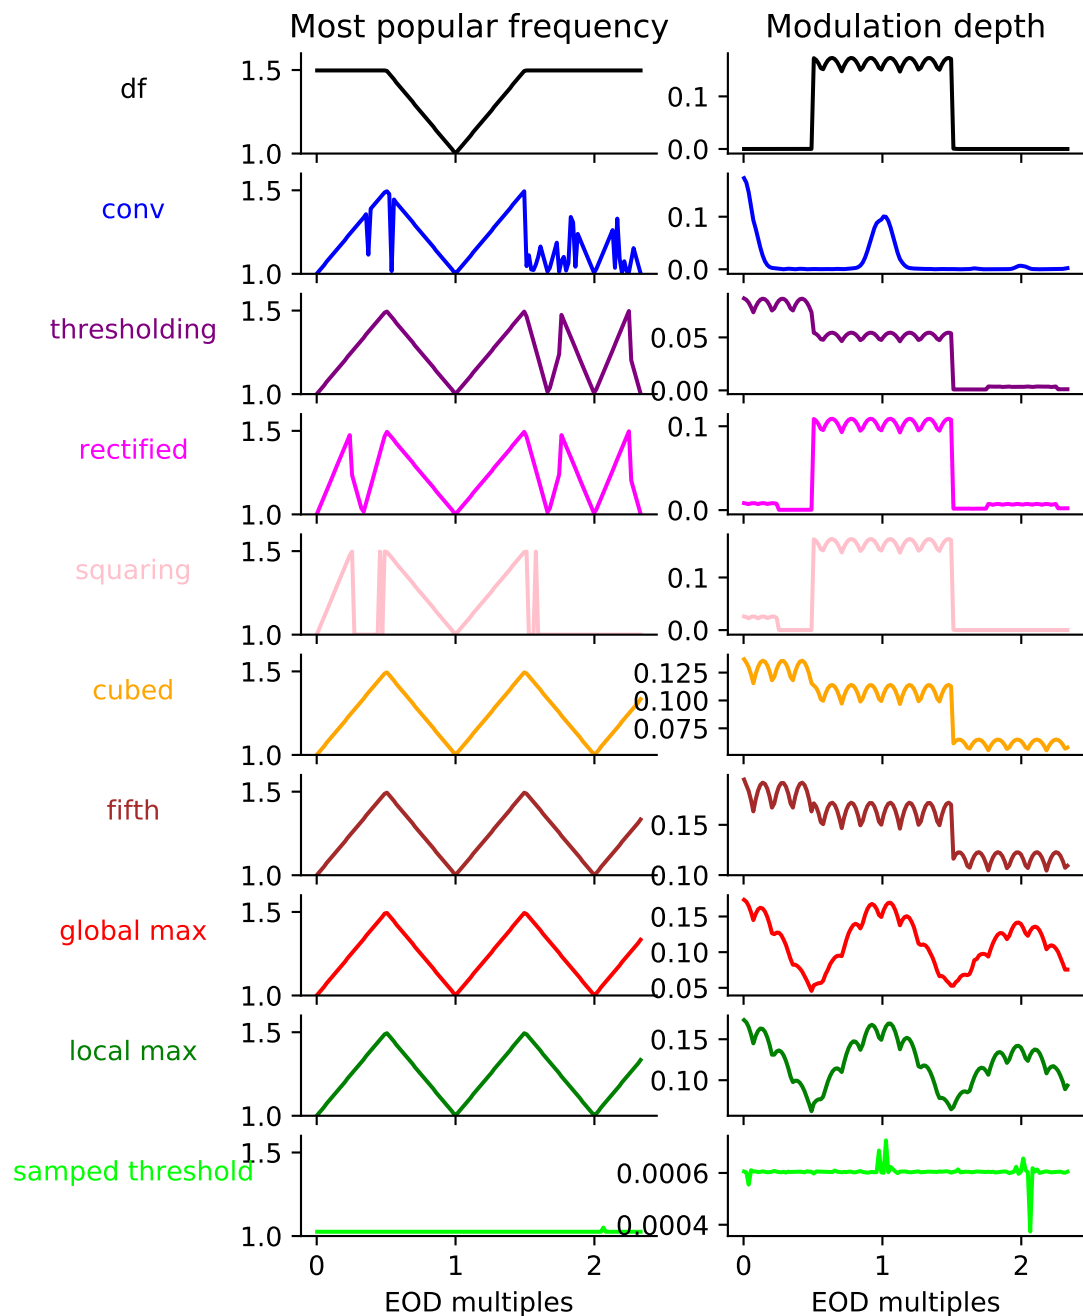 Most popular frequency Modulation depth
df 1.5 1.0 0.1 0.0
conv 1.5 1.0 0.1 0.0
thresholding 1.5 1.0 0.05 0.00
rectified 1.5 1.0 0.1 0.0
squaring 1.5 1.0 0.1 0.0
cubed 1.5 1.0 0.125 0.100 0.075
fifth 1.5 1.0 0.15 0.10
global max 1.5 1.0 0.15 0.10 0.05
local max 1.5 1.0 0.15 0.10
samped threshold 1.5 1.0 0.0006 0.0004
0 1 2 0 1 2
EOD multiples EOD multiples